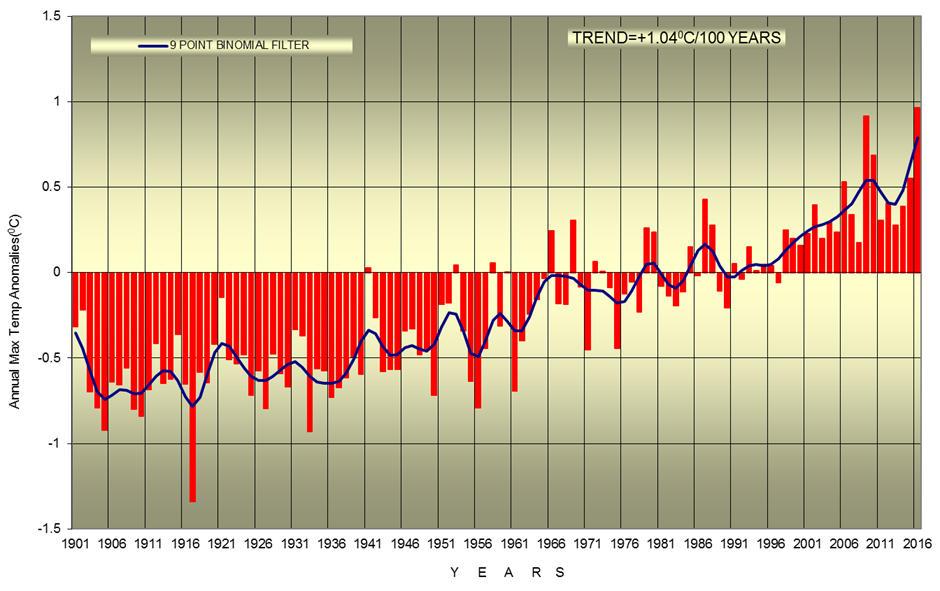 1.5
9 POINT BINOMIAL FILTER
TREND=+1.04⁰C/100 YEARS
1
0.5
0
-0.5
-1
-1.5
Annual Max Temp Anomalies(⁰C)
1901 1906 1911 1916 1921 1926 1931 1936 1941 1946 1951 1956 1961 1966 1971 1976 1981 1986 1991 1996 2001 2006 2011 2016
Y E A R S